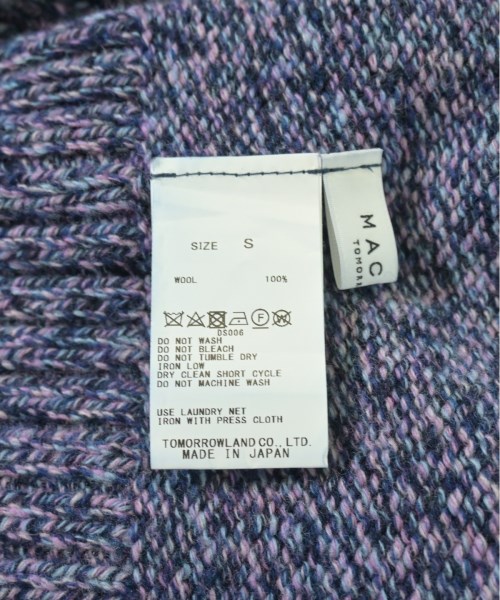 SIZE S
WOOL 100%
DS006
DO NOT WASH
DO NOT BLEACH
DO NOT TUMBLE DRY
IRON LOW
DRY CLEAN SHORT CYCLE
DO NOT MACHINE WASH
USE LAUNDRY NET
IRON WITH PRESS CLOTH
TOMORROWLAND CO., LTD.
MADE IN JAPAN
MAC